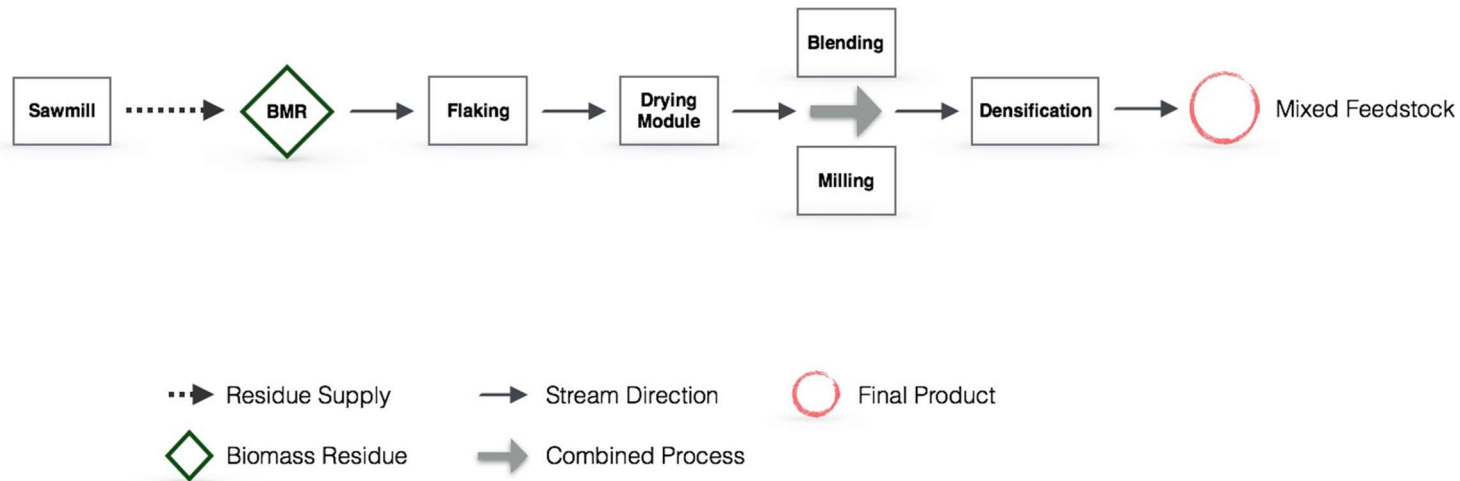 Blending
Sawmill
BMR
Flaking
Drying
Module
Densification
Mixed Feedstock
Milling
Residue Supply
Stream Direction
Final Product
Biomass Residue
Combined Process